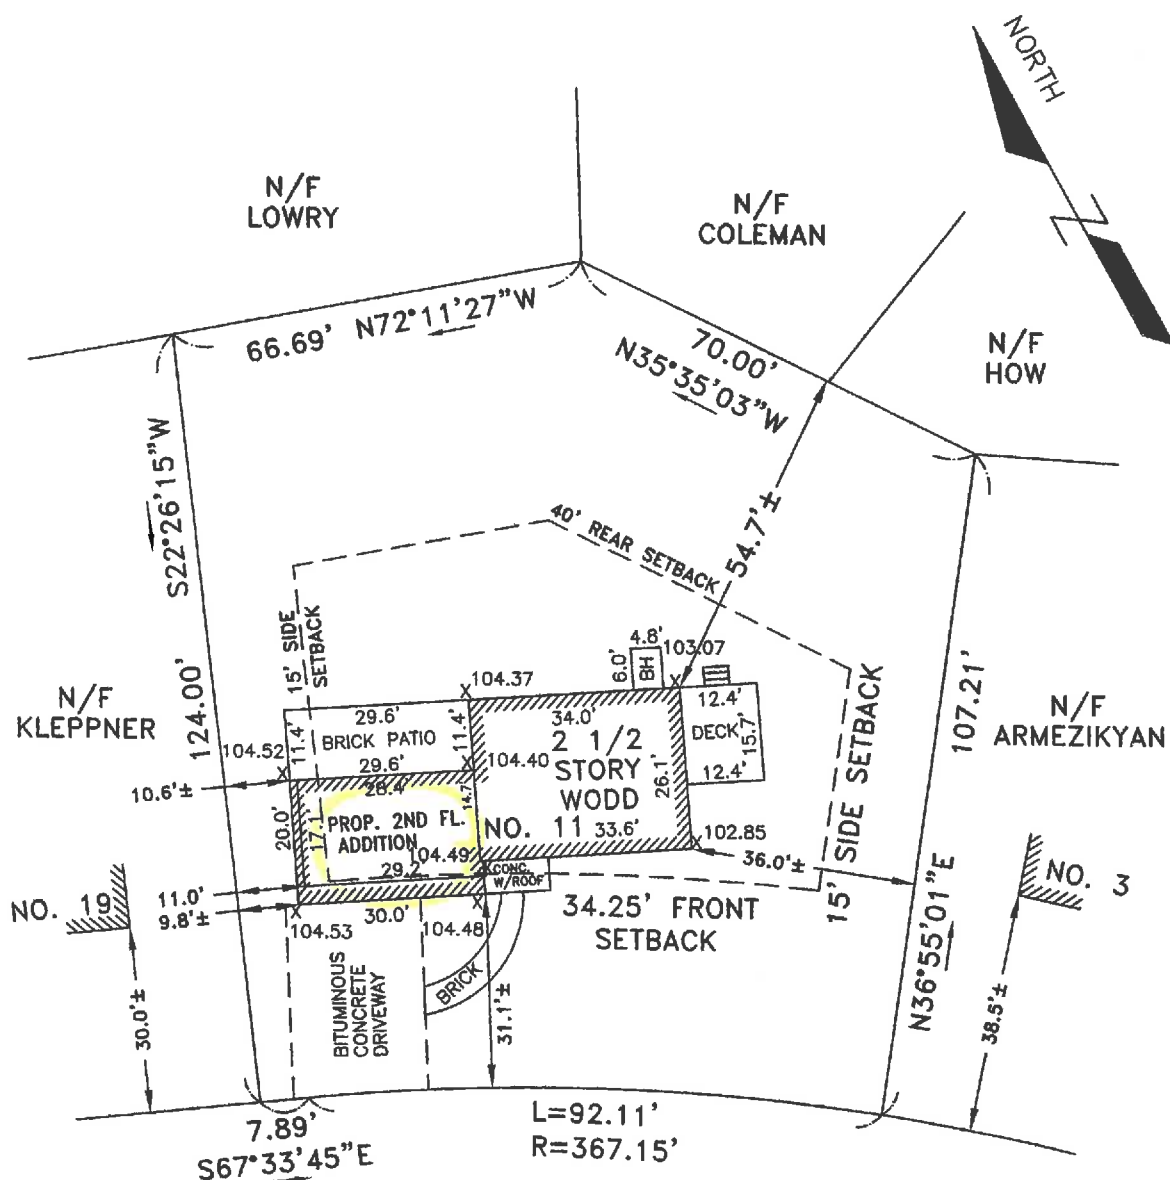 NORTH
N/F
LOWRY
N/F
COLEMAN
N/F
HOW
66.69' N72°11'27"W
70.00'
N35°35'03"W
S22°26'15"W
124.00'
54.7'±
40' REAR SETBACK
15' SIDE
SETBACK
4.8'
6.0'
BH
103.07
104.37
N/F
KLEPPNER
29.6'
11.4'
BRICK PATIO
11.4'
29.6'
104.52
104.40
34.0'
2 1/2
STORY
WODD
NO. 11
33.6'
26.1'
12.4'
DECK
15.7'
12.4'
15' SIDE SETBACK
107.21'
N/F
ARMEZIKYAN
10.6'±
28.4'
14.7'
20.0'
17.1'
PROP. 2ND FL.
ADDITION
104.49
29.2'
CONC.
W/ROOF
102.85
36.0'±
11.0'
9.8'±
30.0'
104.53
104.48
34.25' FRONT
SETBACK
NO. 19
NO. 3
N36°55'01"E
30.0'±
BITUMINOUS
CONCRETE
DRIVEWAY
BRICK
31.1'±
38.5'±
7.89'
S67°33'45"E
L=92.11'
R=367.15'